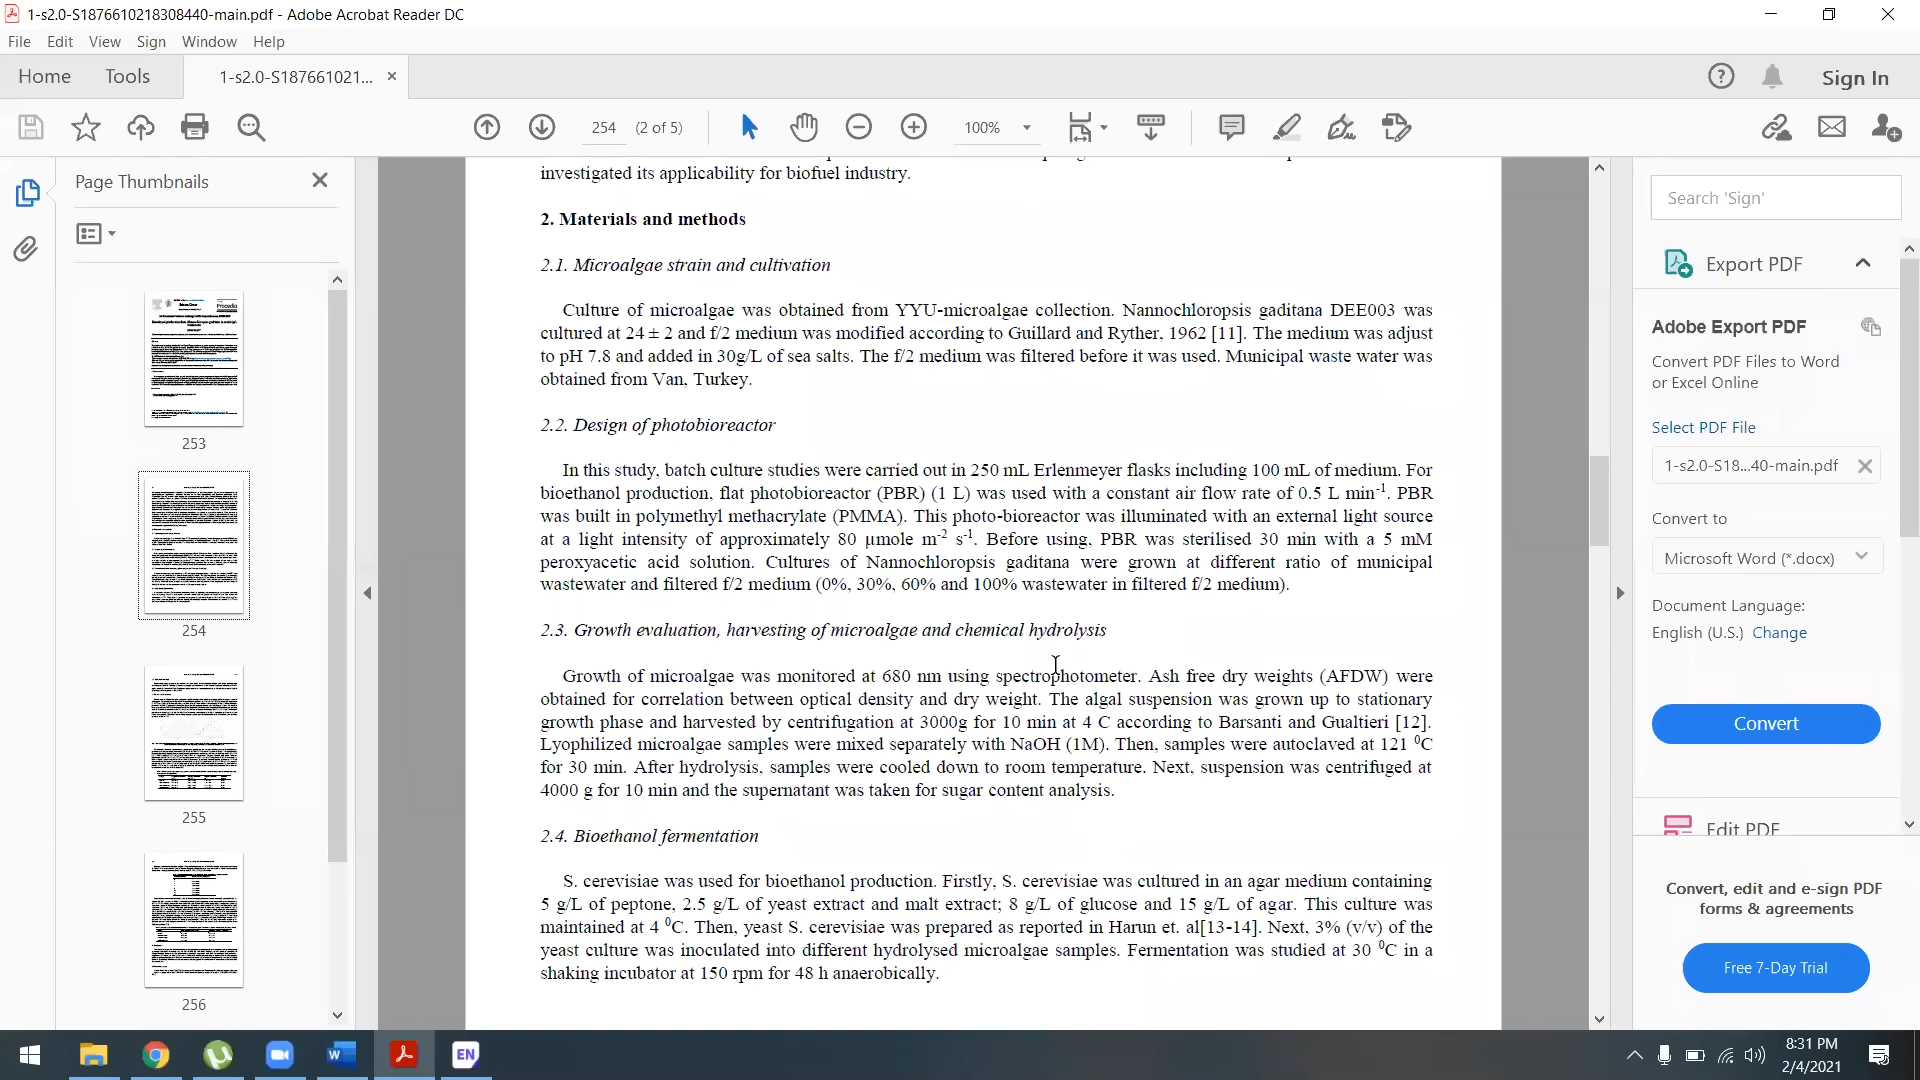 1-s2.0-S1876610218308440-main.pdf - Adobe Acrobat Reader DC
File Edit View Sign Window Help
Home Tools 1-s2.0-S187661021... Sign In
254 (2 of 5) 100%
Page Thumbnails
253
254
255
256
investigated its applicability for biofuel industry.
2. Materials and methods
2.1. Microalgae strain and cultivation
Culture of microalgae was obtained from YYU-microalgae collection. Nannochloropsis gaditana DEE003 was
cultured at 24 ± 2 and f/2 medium was modified according to Guillard and Ryther, 1962 [11]. The medium was adjust
to pH 7.8 and added in 30g/L of sea salts. The f/2 medium was filtered before it was used. Municipal waste water was
obtained from Van, Turkey.
2.2. Design of photobioreactor
In this study, batch culture studies were carried out in 250 mL Erlenmeyer flasks including 100 mL of medium. For
bioethanol production, flat photobioreactor (PBR) (1 L) was used with a constant air flow rate of 0.5 L min-1. PBR
was built in polymethyl methacrylate (PMMA). This photo-bioreactor was illuminated with an external light source
at a light intensity of approximately 80 µmole m-2 s-1. Before using, PBR was sterilised 30 min with a 5 mM
peroxyacetic acid solution. Cultures of Nannochloropsis gaditana were grown at different ratio of municipal
wastewater and filtered f/2 medium (0%, 30%, 60% and 100% wastewater in filtered f/2 medium).
2.3. Growth evaluation, harvesting of microalgae and chemical hydrolysis
Growth of microalgae was monitored at 680 nm using spectrophotometer. Ash free dry weights (AFDW) were
obtained for correlation between optical density and dry weight. The algal suspension was grown up to stationary
growth phase and harvested by centrifugation at 3000g for 10 min at 4 C according to Barsanti and Gualtieri [12].
Lyophilized microalgae samples were mixed separately with NaOH (1M). Then, samples were autoclaved at 121 0C
for 30 min. After hydrolysis, samples were cooled down to room temperature. Next, suspension was centrifuged at
4000 g for 10 min and the supernatant was taken for sugar content analysis.
2.4. Bioethanol fermentation
S. cerevisiae was used for bioethanol production. Firstly, S. cerevisiae was cultured in an agar medium containing
5 g/L of peptone, 2.5 g/L of yeast extract and malt extract; 8 g/L of glucose and 15 g/L of agar. This culture was
maintained at 4 0C. Then, yeast S. cerevisiae was prepared as reported in Harun et. al[13-14]. Next, 3% (v/v) of the
yeast culture was inoculated into different hydrolysed microalgae samples. Fermentation was studied at 30 0C in a
shaking incubator at 150 rpm for 48 h anaerobically.
Search 'Sign'
Export PDF
Adobe Export PDF
Convert PDF Files to Word
or Excel Online
Select PDF File
1-s2.0-S18...40-main.pdf
Convert to
Microsoft Word (*.docx)
Document Language:
English (U.S.) Change
Convert
Edit PDF
Convert, edit and e-sign PDF
forms & agreements
Free 7-Day Trial
EN
8:31 PM
2/4/2021